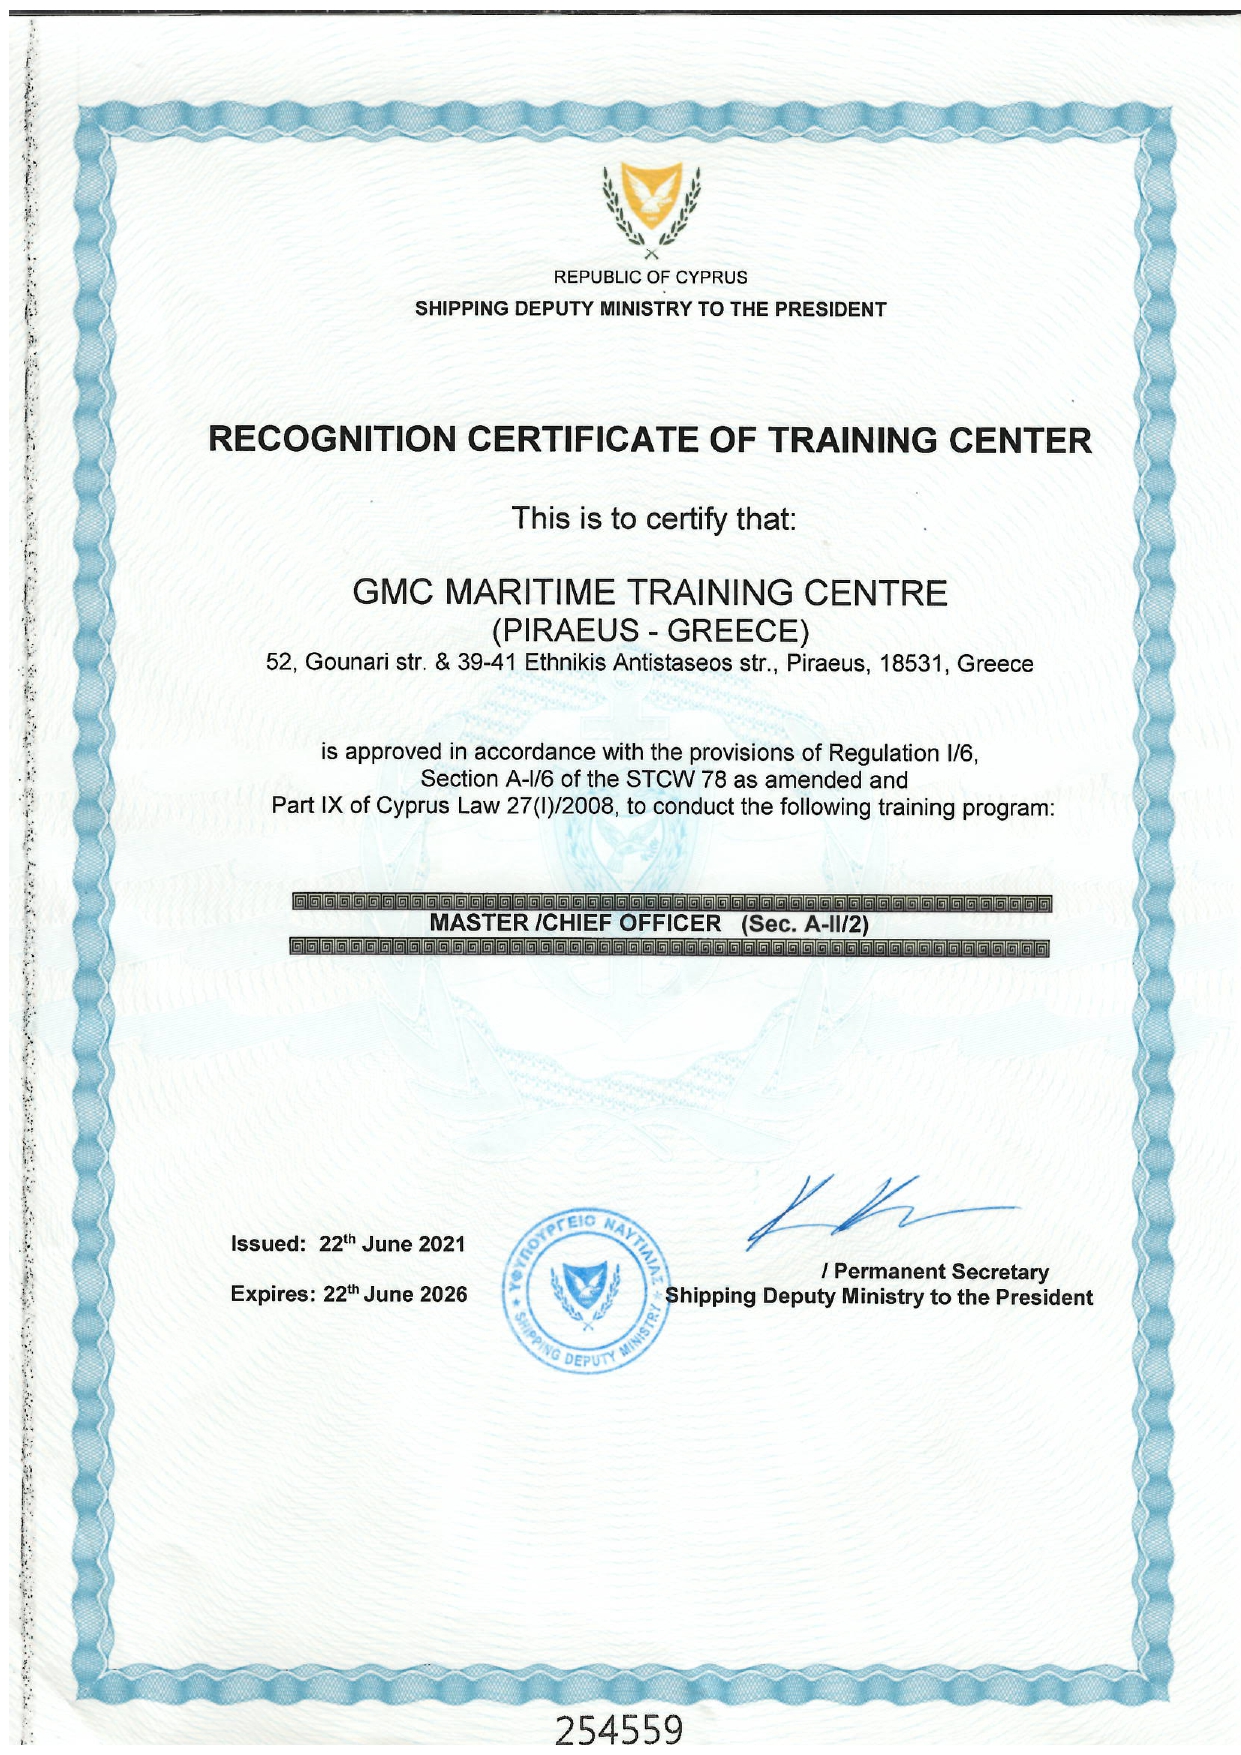 REPUBLIC OF CYPRUS
SHIPPING DEPUTY MINISTRY TO THE PRESIDENT
RECOGNITION CERTIFICATE OF TRAINING CENTER
This is to certify that:
GMC MARITIME TRAINING CENTRE
(PIRAEUS - GREECE)
52, Gounari str. & 39-41 Ethnikis Antistaseos str., Piraeus, 18531, Greece
is approved in accordance with the provisions of Regulation I/6,
Section A-I/6 of the STCW 78 as amended and
Part IX of Cyprus Law 27(I)/2008, to conduct the following training program:
MASTER /CHIEF OFFICER (Sec. A-II/2)
Issued: 22th June 2021
Expires: 22th June 2026
ΥΦΥΠΟΥΡΓΕΙΟ ΝΑΥΤΙΛΙΑΣ
SHIPPING DEPUTY MINISTRY
/ Permanent Secretary
Shipping Deputy Ministry to the President
254559